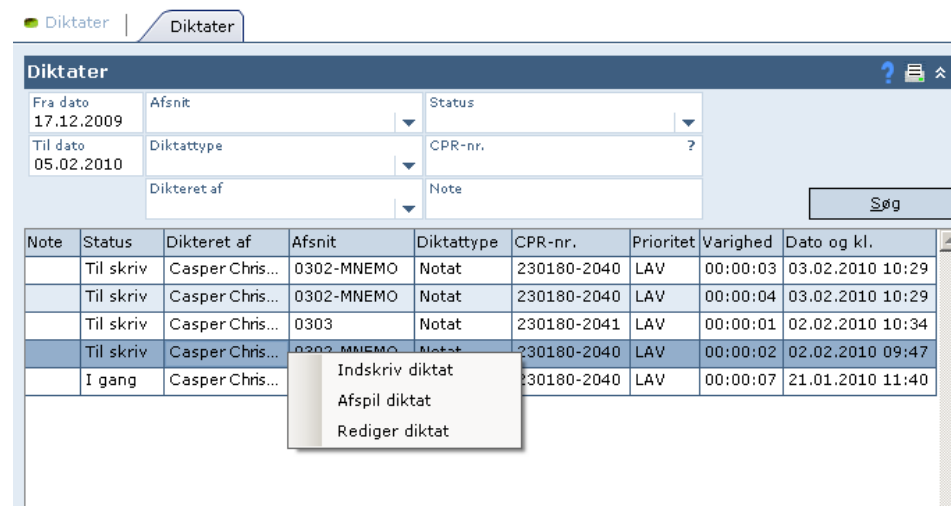 Diktater Diktater
Diktater ?
Fra dato Afsnit Status
17.12.2009
Til dato Diktattype CPR-nr. ?
05.02.2010
Dikteret af Note
Søg
Note Status Dikteret af Afsnit Diktattype CPR-nr. Prioritet Varighed Dato og kl.
Til skriv Casper Chris... 0302-MNEMO Notat 230180-2040 LAV 00:00:03 03.02.2010 10:29
Til skriv Casper Chris... 0302-MNEMO Notat 230180-2040 LAV 00:00:04 03.02.2010 10:29
Til skriv Casper Chris... 0303 Notat 230180-2041 LAV 00:00:01 02.02.2010 10:34
Til skriv Casper Chris... 0302-MNEMO Notat 230180-2040 LAV 00:00:02 02.02.2010 09:47
I gang Casper Chris... 230180-2040 LAV 00:00:07 21.01.2010 11:40
Indskriv diktat
Afspil diktat
Rediger diktat